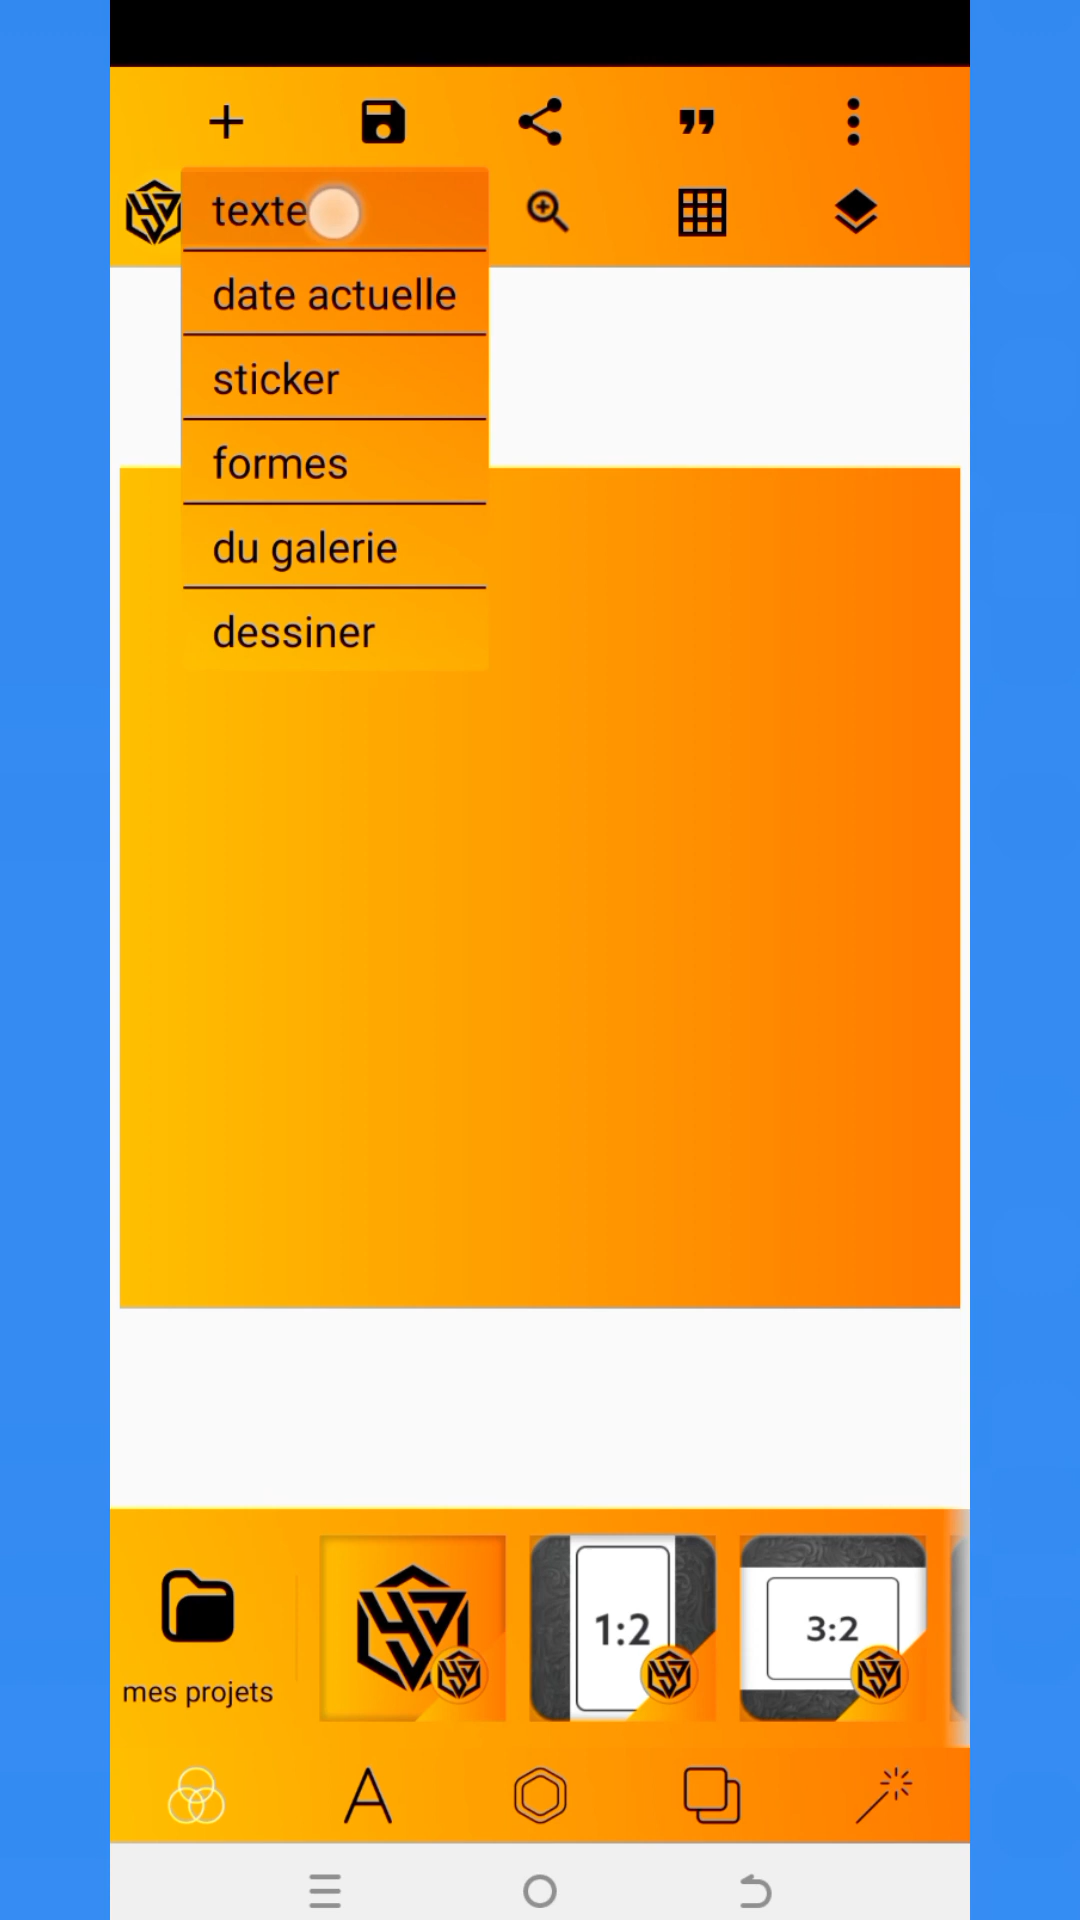 texte
date actuelle
sticker
formes
du galerie
dessiner
1:2
3:2
mes projets